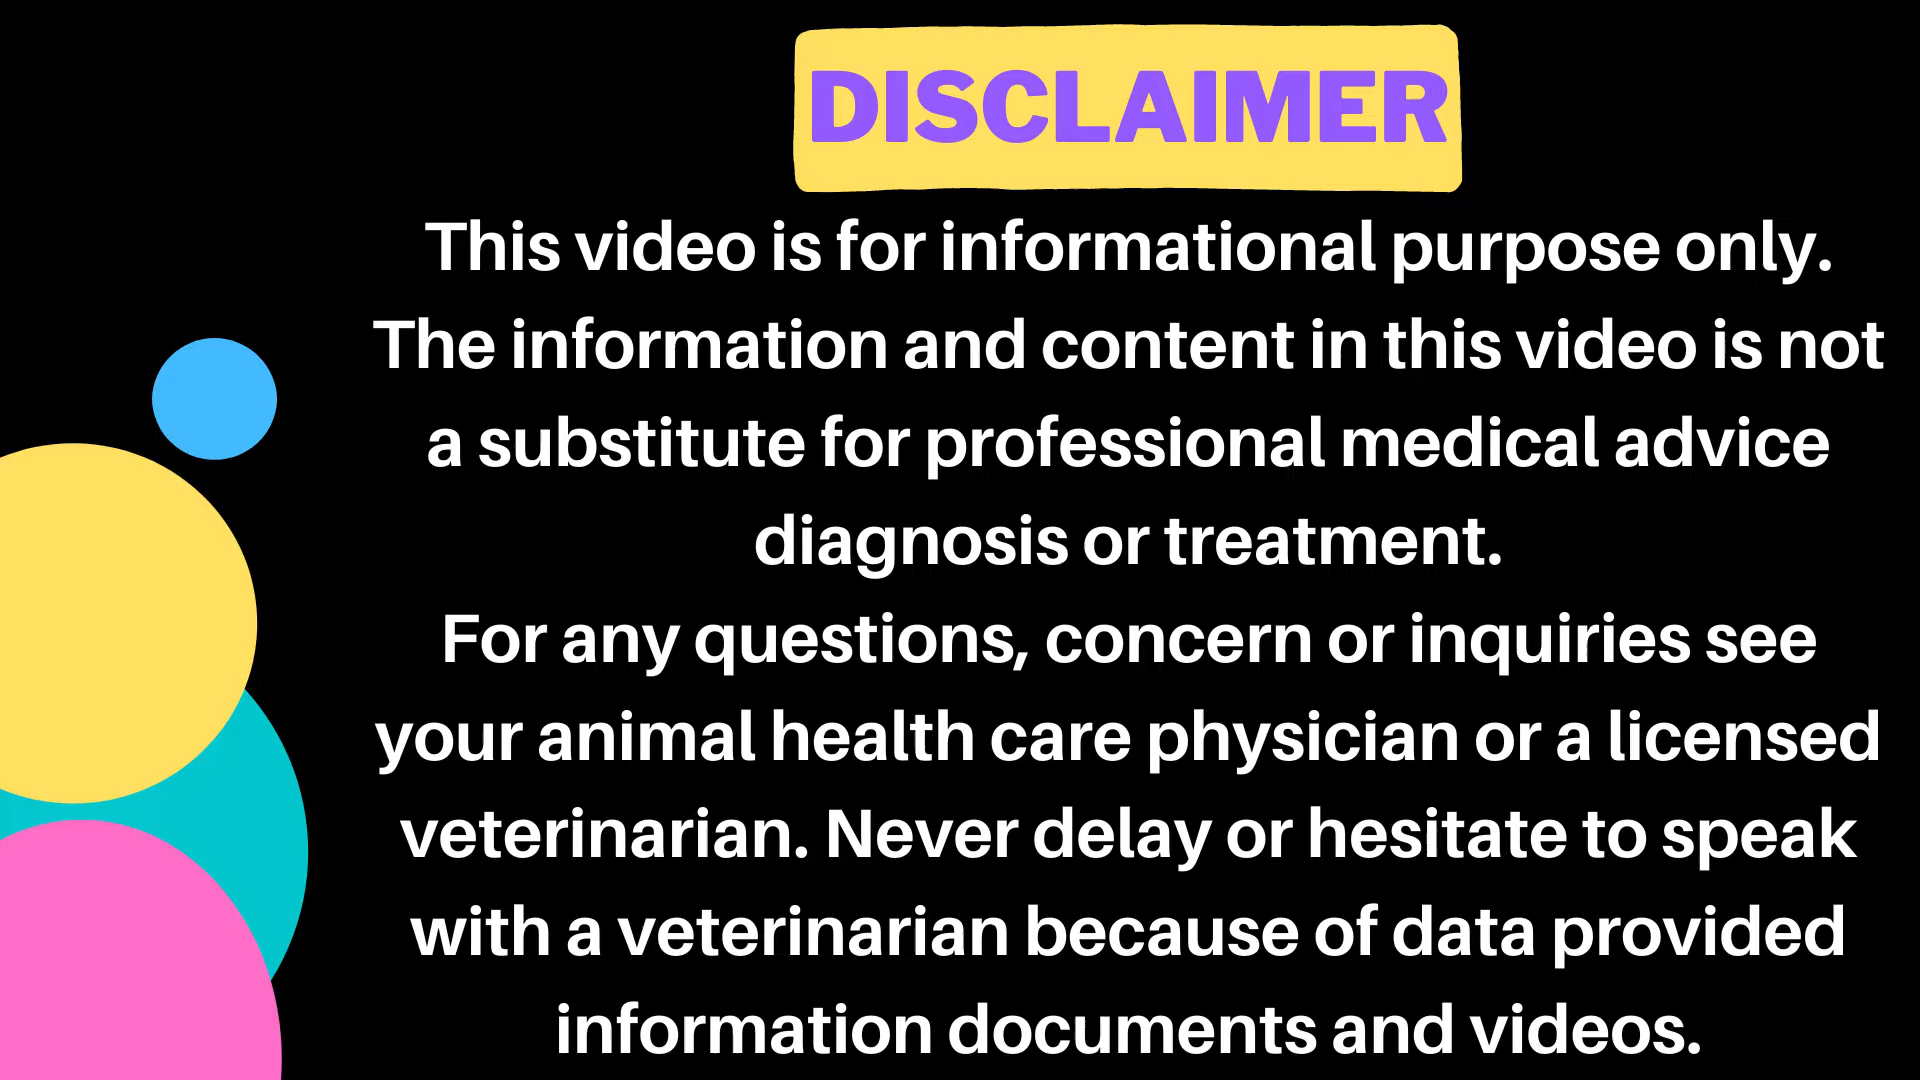 DISCLAIMER
This video is for informational purpose only.
The information and content in this video is not
a substitute for professional medical advice
diagnosis or treatment.
For any questions, concern or inquiries see
your animal health care physician or a licensed
veterinarian. Never delay or hesitate to speak
with a veterinarian because of data provided
information documents and videos.